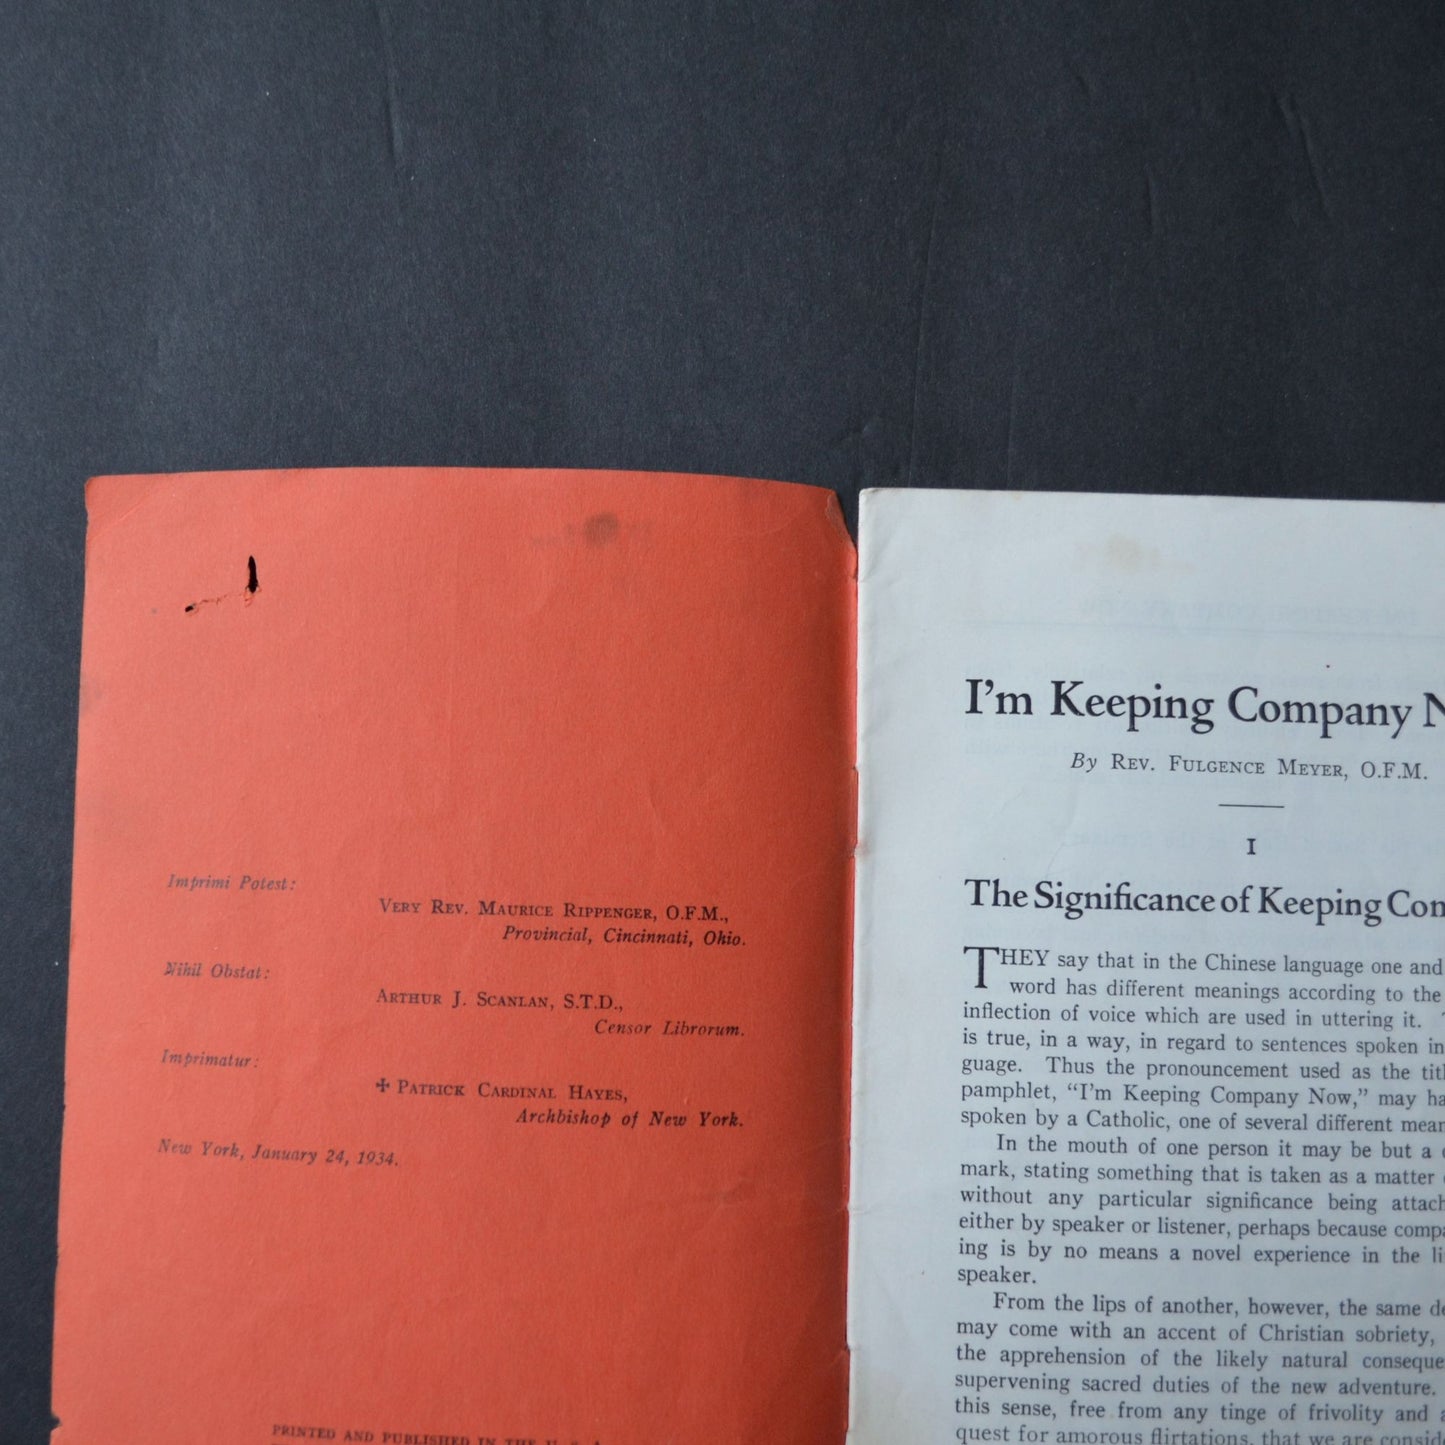 Imprimi Potest:
VERY REV. MAURICE RIPPENGER, O.F.M.,
Provincial, Cincinnati, Ohio.
Nihil Obstat:
ARTHUR J. SCANLAN, S.T.D.,
Censor Librorum.
Imprimatur:
✠ PATRICK CARDINAL HAYES,
Archbishop of New York.
New York, January 24, 1934.
PRINTED AND PUBLISHED IN THE U. S. A.
I'm Keeping Company
By REV. FULGENCE MEYER, O.F.M.
I
The Significance of Keeping
THEY say that in the Chinese language one and
word has different meanings according to the
inflection of voice which are used in uttering it.
is true, in a way, in regard to sentences spoken in
guage. Thus the pronouncement used as the
pamphlet, "I'm Keeping Company Now," may
spoken by a Catholic, one of several different
In the mouth of one person it may be but a
mark, stating something that is taken as a matter
without any particular significance being
either by speaker or listener, perhaps because
ing is by no means a novel experience in the
speaker.
From the lips of another, however, the same
may come with an accent of Christian sobriety,
the apprehension of the likely natural
supervening sacred duties of the new adventure.
this sense, free from any tinge of frivolity and
quest for amorous flirtations, that we are